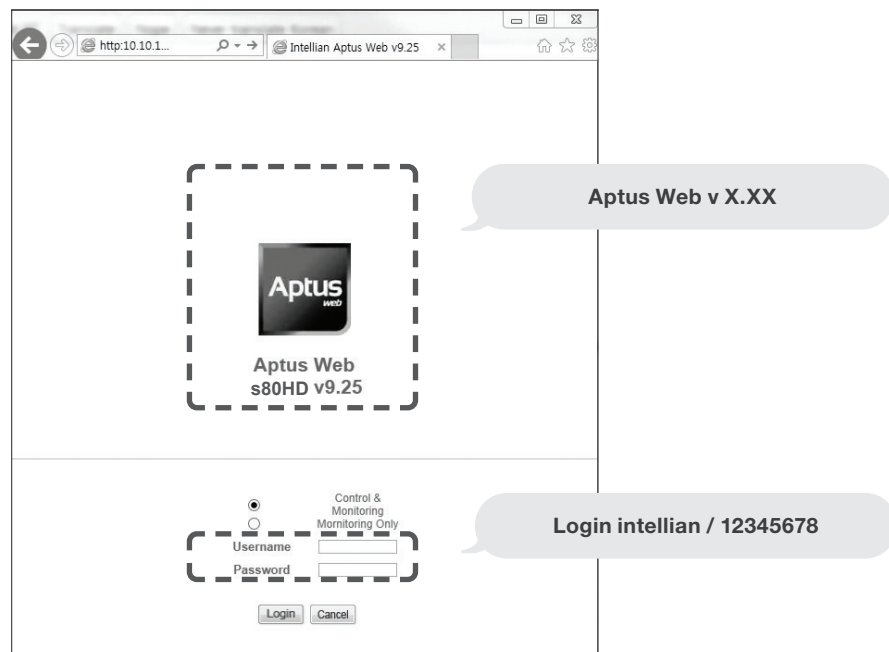 http:10.10.1...
Intellian Aptus Web v9.25
Aptus Web v X.XX
Aptus
web
Aptus Web
s80HD v9.25
Control &
Monitoring
Mornitoring Only
Login intellian / 12345678
Username
Password
Login Cancel